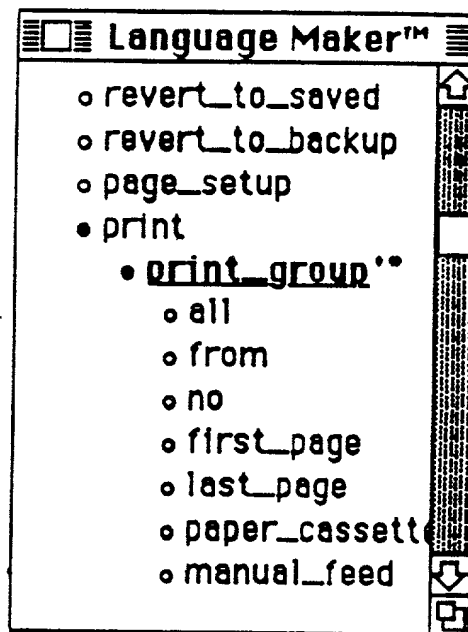 Language Maker™
revert_to_saved
revert_to_backup
page_setup
print
print_group'"
all
from
no
first_page
last_page
paper_cassett
manual_feed